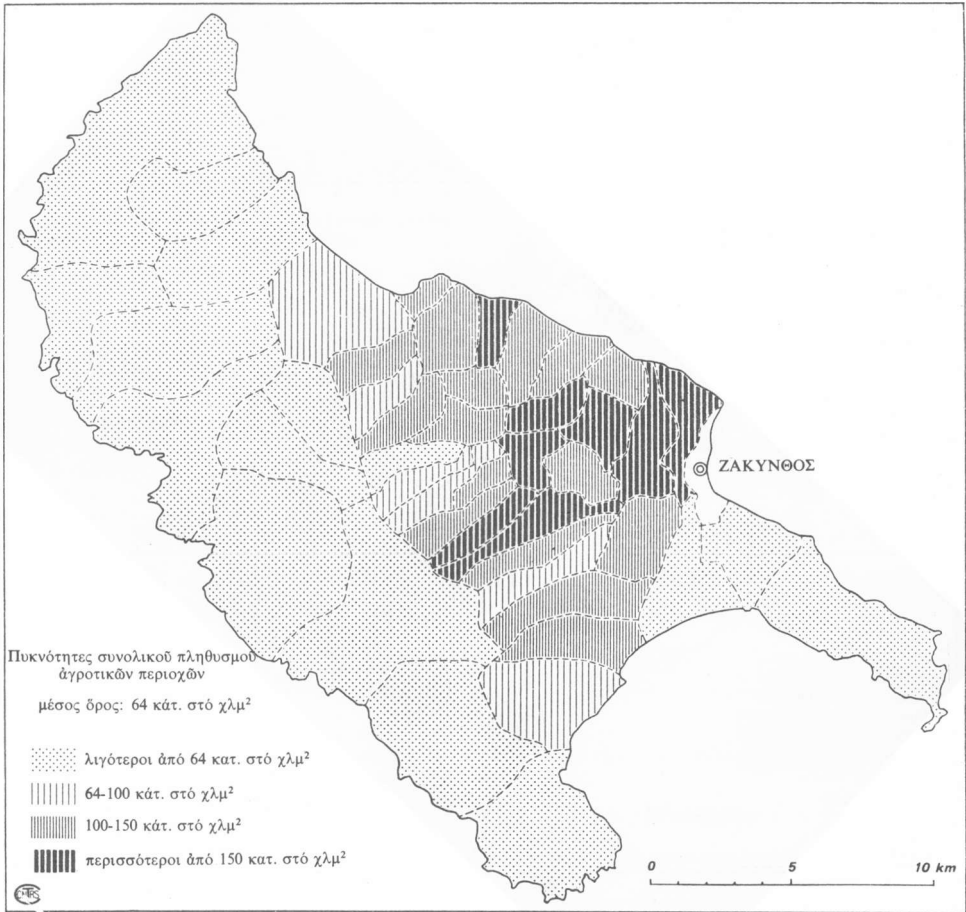 ΖΑΚΥΝΘΟΣ
Πυκνότητες συνολικοῦ πληθυσμοῦ
ἀγροτικῶν περιοχῶν
μέσος ὅρος: 64 κάτ. στό χλμ²
λιγότεροι ἀπό 64 κατ. στό χλμ²
64-100 κάτ. στό χλμ²
100-150 κάτ. στό χλμ²
περισσότεροι ἀπό 150 κατ. στό χλμ²
0 5 10 km